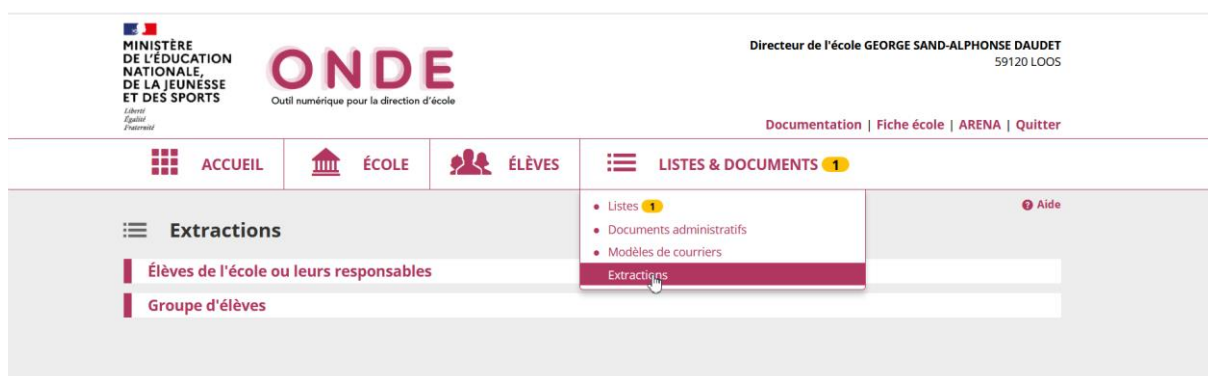 MINISTÈRE
DE L'ÉDUCATION
NATIONALE,
DE LA JEUNESSE
ET DES SPORTS
Liberté
Égalité
Fraternité
ONDE
Outil numérique pour la direction d'école
Directeur de l'école GEORGE SAND-ALPHONSE DAUDET
59120 LOOS
Documentation | Fiche école | ARENA | Quitter
ACCUEIL ÉCOLE ÉLÈVES LISTES & DOCUMENTS 1
Listes 1
Documents administratifs
Modèles de courriers
Extractions
Aide
Extractions
Élèves de l'école ou leurs responsables
Groupe d'élèves